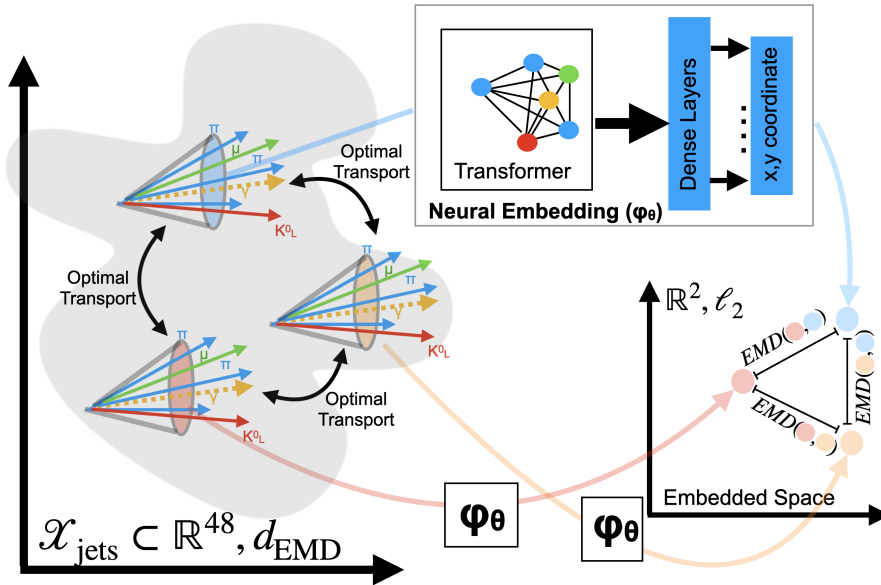 π
μ
π
γ
K⁰L
Optimal
Transport
Optimal
Transport
π
μ
π
γ
K⁰L
π
μ
π
γ
K⁰L
Optimal
Transport
𝒳jets ⊂ ℝ⁴⁸, dEMD
Transformer
Dense Layers
x,y coordinate
Neural Embedding (φθ)
ℝ², ℓ₂
EMD( , )
EMD( , )
EMD( , )
Embedded Space
φθ
φθ